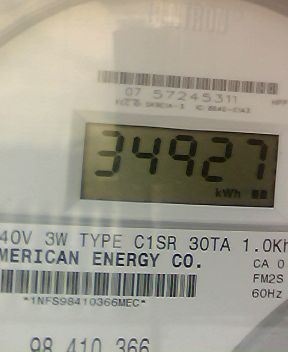 07 57245311
34927
kWh
40V 3W TYPE C1SR 30TA 1.0Kh
MERICAN ENERGY CO.
CA 0
FM2S
60Hz
*1NFS98410366MEC*
98 410 366